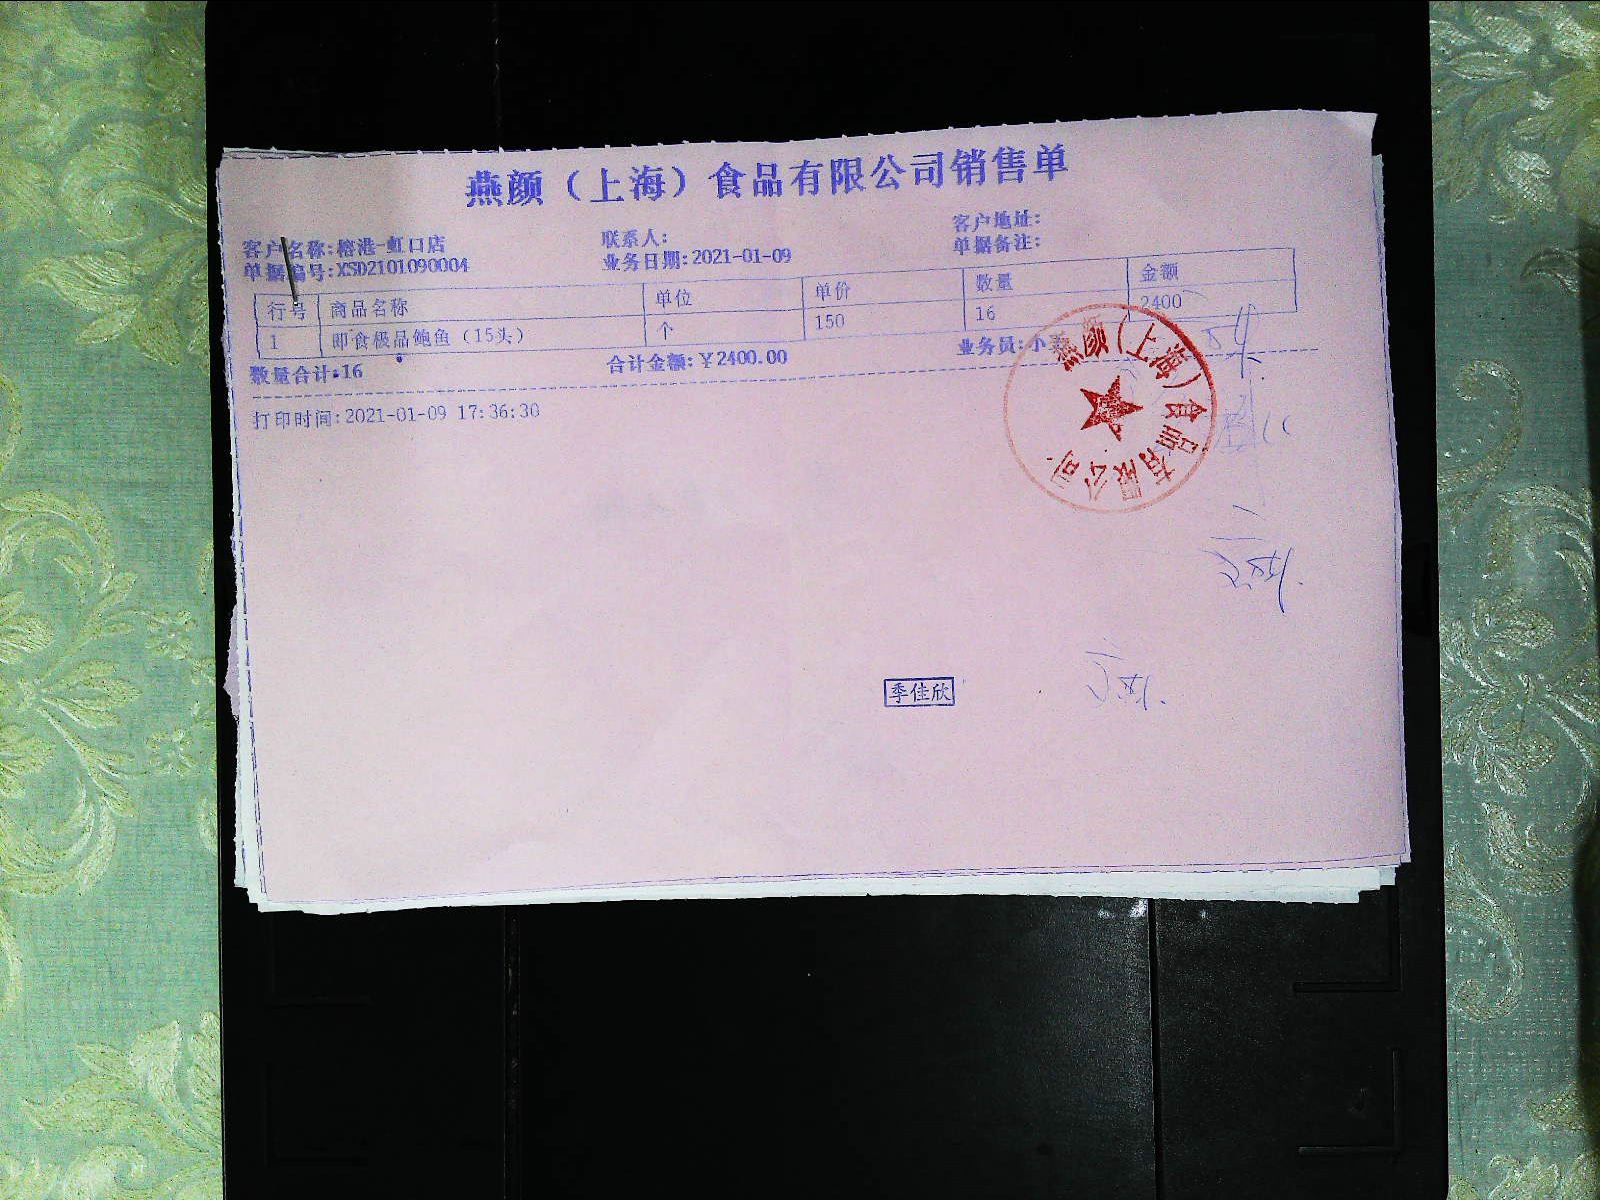 燕颜（上海）食品有限公司销售单
客户名称:榕港-虹口店 联系人: 客户地址:
单据编号:XSD2101090004 业务日期:2021-01-09 单据备注:
行号 商品名称 单位 单价 数量 金额
1 即食极品鲍鱼（15头） 个 150 16 2400
数量合计:16 合计金额:￥2400.00 业务员:小
打印时间:2021-01-09 17:36:30
燕颜（上海）食品有限公司
季佳欣